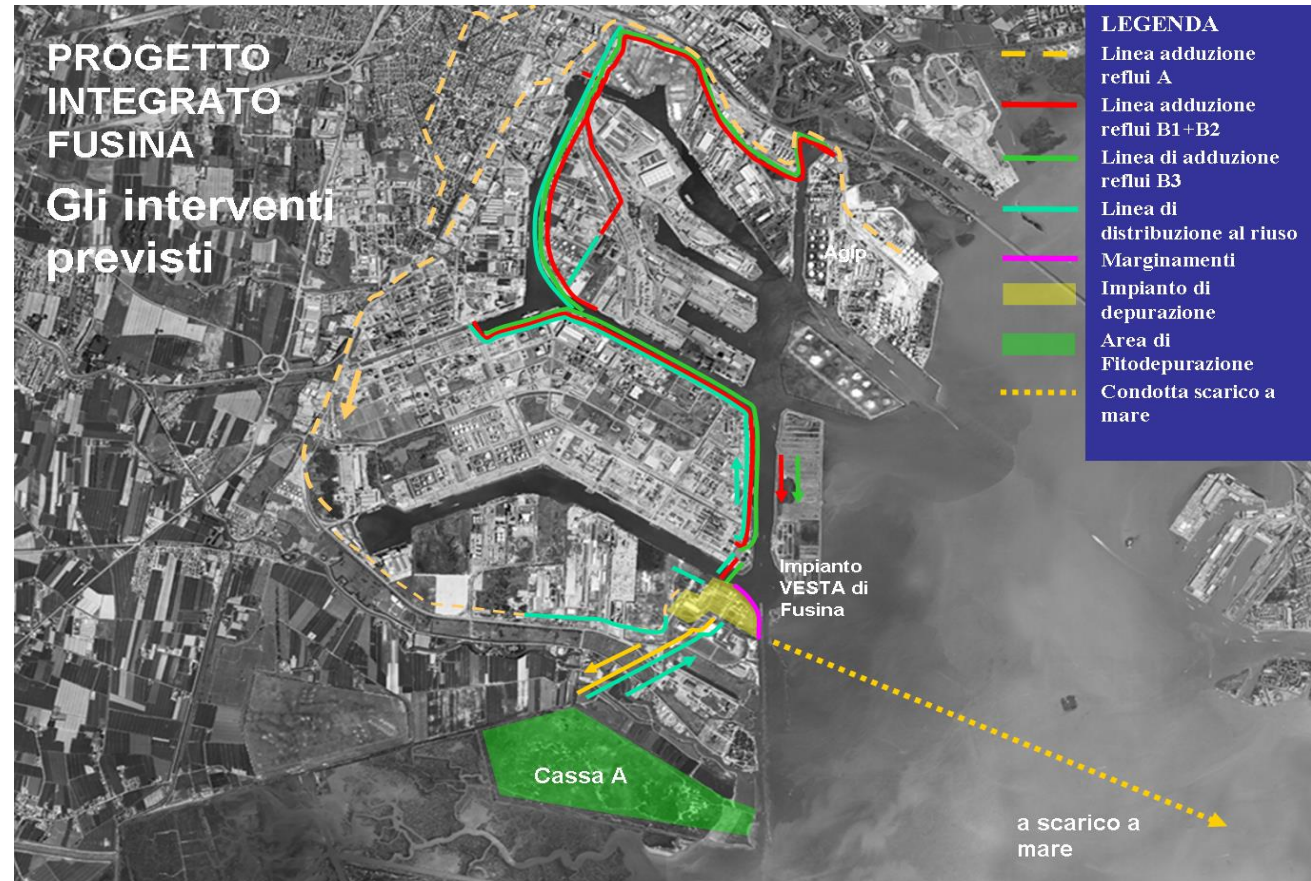 PROGETTO
INTEGRATO
FUSINA
Gli interventi
previsti
LEGENDA
Linea adduzione
reflui A
Linea adduzione
reflui B1+B2
Linea di adduzione
reflui B3
Linea di
distribuzione al riuso
Marginamenti
Impianto di
depurazione
Area di
Fitodepurazione
Condotta scarico a
mare
Agip
Impianto
VESTA di
Fusina
Cassa A
a scarico a
mare